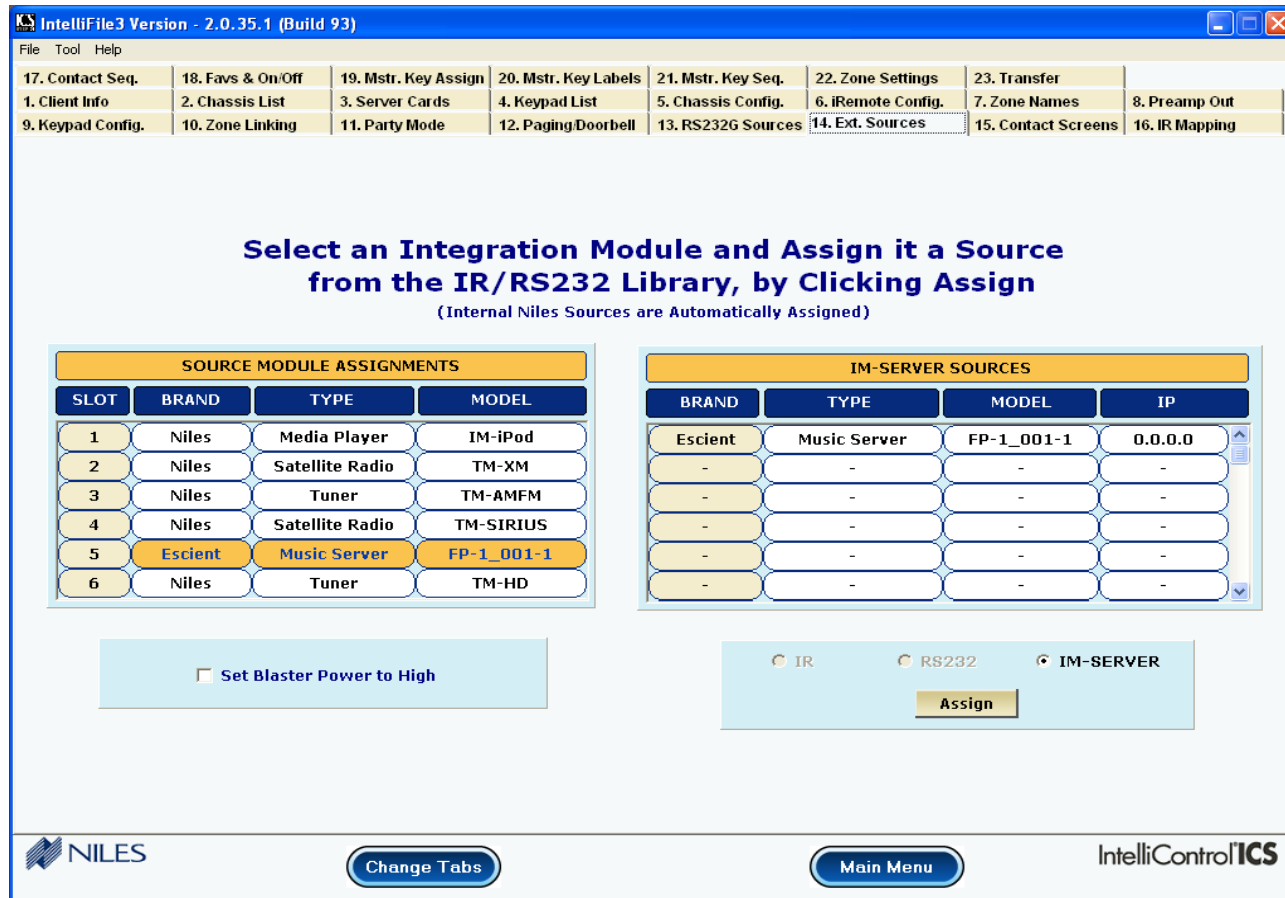 IntelliFile3 Version - 2.0.35.1 (Build 93)
File Tool Help
17. Contact Seq. 18. Favs & On/Off 19. Mstr. Key Assign 20. Mstr. Key Labels 21. Mstr. Key Seq. 22. Zone Settings 23. Transfer
1. Client Info 2. Chassis List 3. Server Cards 4. Keypad List 5. Chassis Config. 6. iRemote Config. 7. Zone Names 8. Preamp Out
9. Keypad Config. 10. Zone Linking 11. Party Mode 12. Paging/Doorbell 13. RS232G Sources 14. Ext. Sources 15. Contact Screens 16. IR Mapping
Select an Integration Module and Assign it a Source
from the IR/RS232 Library, by Clicking Assign
(Internal Niles Sources are Automatically Assigned)
SOURCE MODULE ASSIGNMENTS
SLOT BRAND TYPE MODEL
1 Niles Media Player IM-iPod
2 Niles Satellite Radio TM-XM
3 Niles Tuner TM-AMFM
4 Niles Satellite Radio TM-SIRIUS
5 Escient Music Server FP-1_001-1
6 Niles Tuner TM-HD
IM-SERVER SOURCES
BRAND TYPE MODEL IP
Escient Music Server FP-1_001-1 0.0.0.0
- - - -
- - - -
- - - -
- - - -
- - - -
Set Blaster Power to High
IR RS232 IM-SERVER
Assign
NILES
Change Tabs
Main Menu
IntelliControl ICS